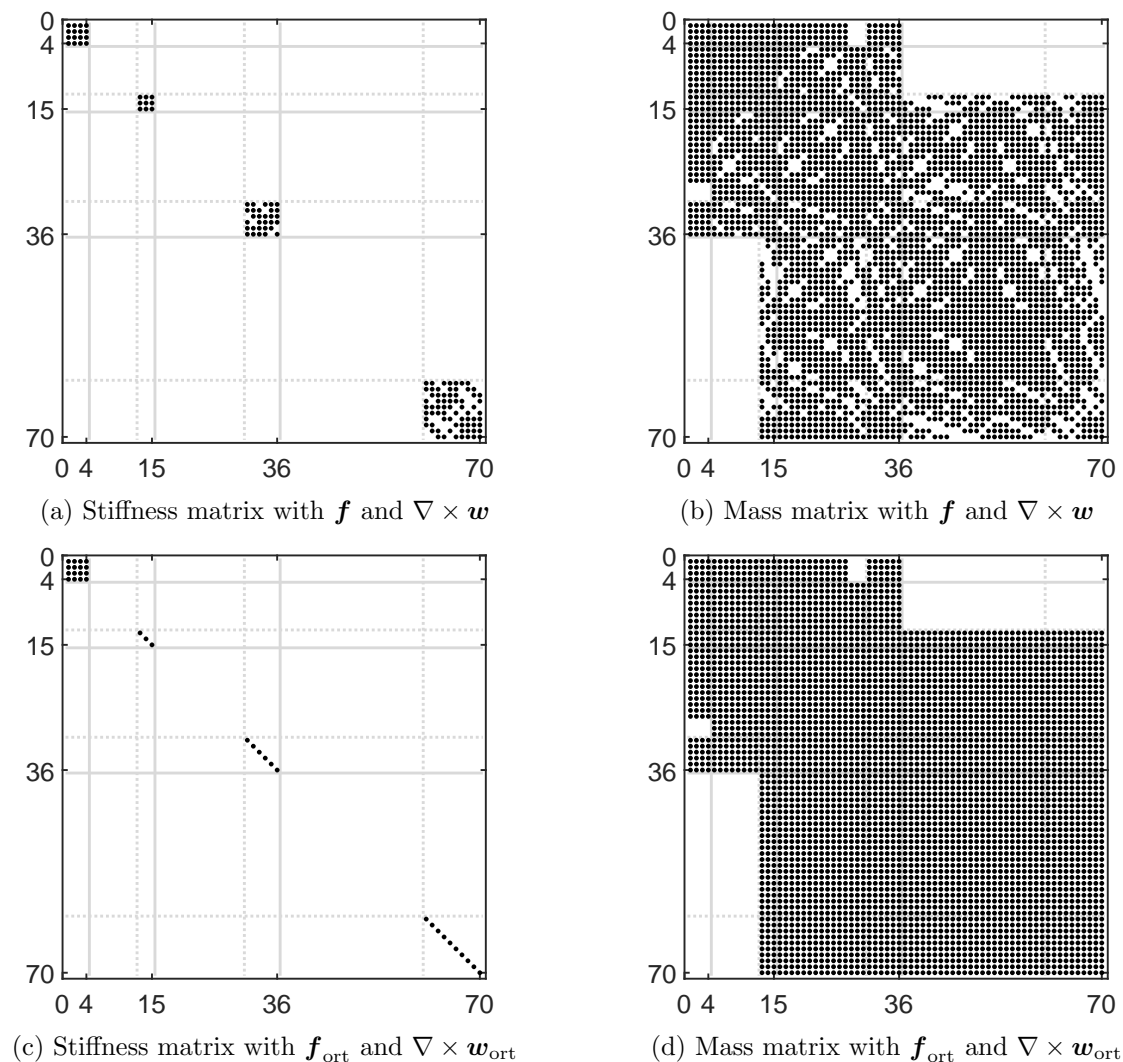 0
4
15
36
70
0 4 15 36 70
(a) Stiffness matrix with f and ∇ × w
0
4
15
36
70
0 4 15 36 70
(b) Mass matrix with f and ∇ × w
0
4
15
36
70
0 4 15 36 70
(c) Stiffness matrix with f_ort and ∇ × w_ort
0
4
15
36
70
0 4 15 36 70
(d) Mass matrix with f_ort and ∇ × w_ort